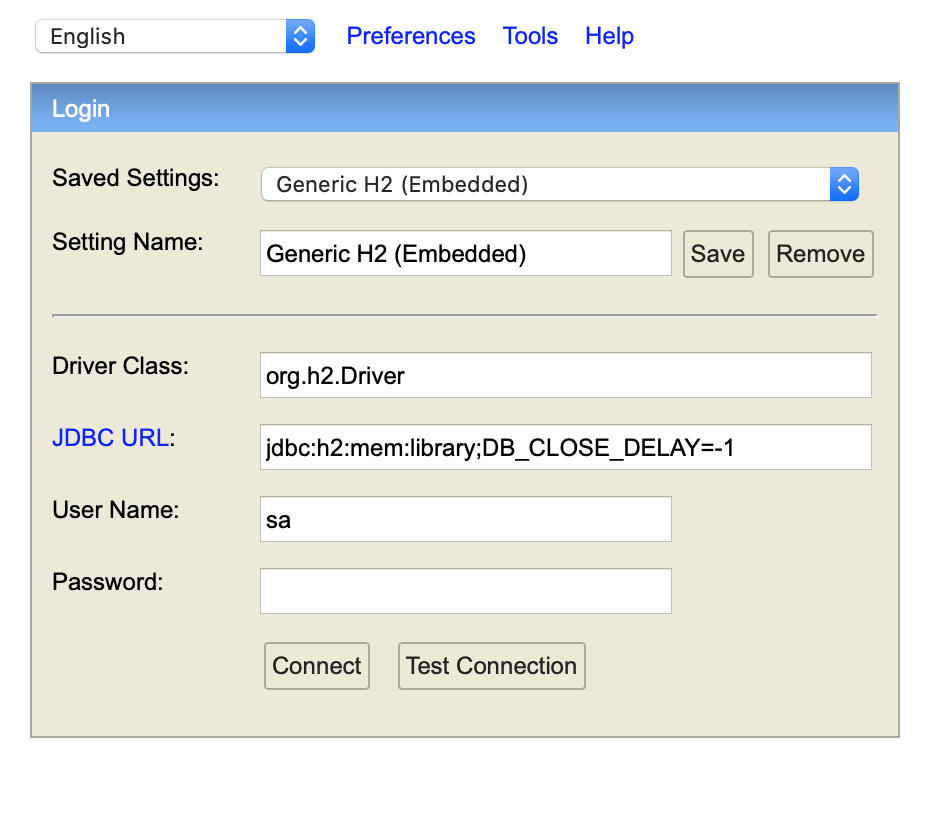 English Preferences Tools Help
Login
Saved Settings: Generic H2 (Embedded)
Setting Name: Generic H2 (Embedded) Save Remove
Driver Class: org.h2.Driver
JDBC URL: jdbc:h2:mem:library;DB_CLOSE_DELAY=-1
User Name: sa
Password:
Connect Test Connection